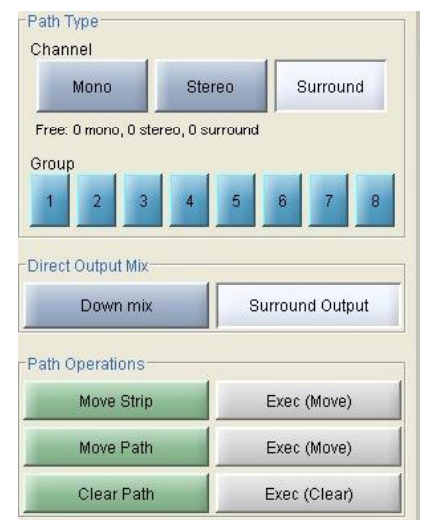 Path Type
Channel
Mono Stereo Surround
Free: 0 mono, 0 stereo, 0 surround
Group
1 2 3 4 5 6 7 8
Direct Output Mix
Down mix Surround Output
Path Operations
Move Strip Exec (Move)
Move Path Exec (Move)
Clear Path Exec (Clear)